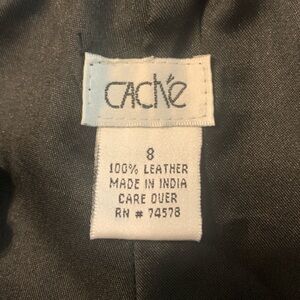 CACHé
8
100% LEATHER
MADE IN INDIA
CARE OVER
RN # 74578